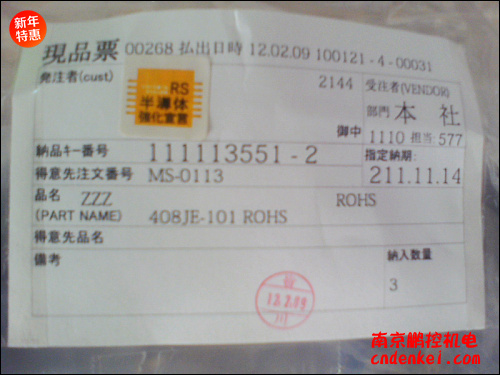 新年
特惠
現品票 00268 払出日時 12.02.09 100121-4-00031
発注者(cust)
RS
半導体
強化宣言
2144
御中
受注者(VENDOR)
部門 本社
1110 担当 577
納品キー番号 111113551-2
指定納期:
211.11.14
得意先注文番号 MS-0113
品名 ZZZ ROHS
(PART NAME) 408JE-101 ROHS
得意先品名
備考
納入数量
3
12.2.09
南京鹏控机电
cndenkei.com